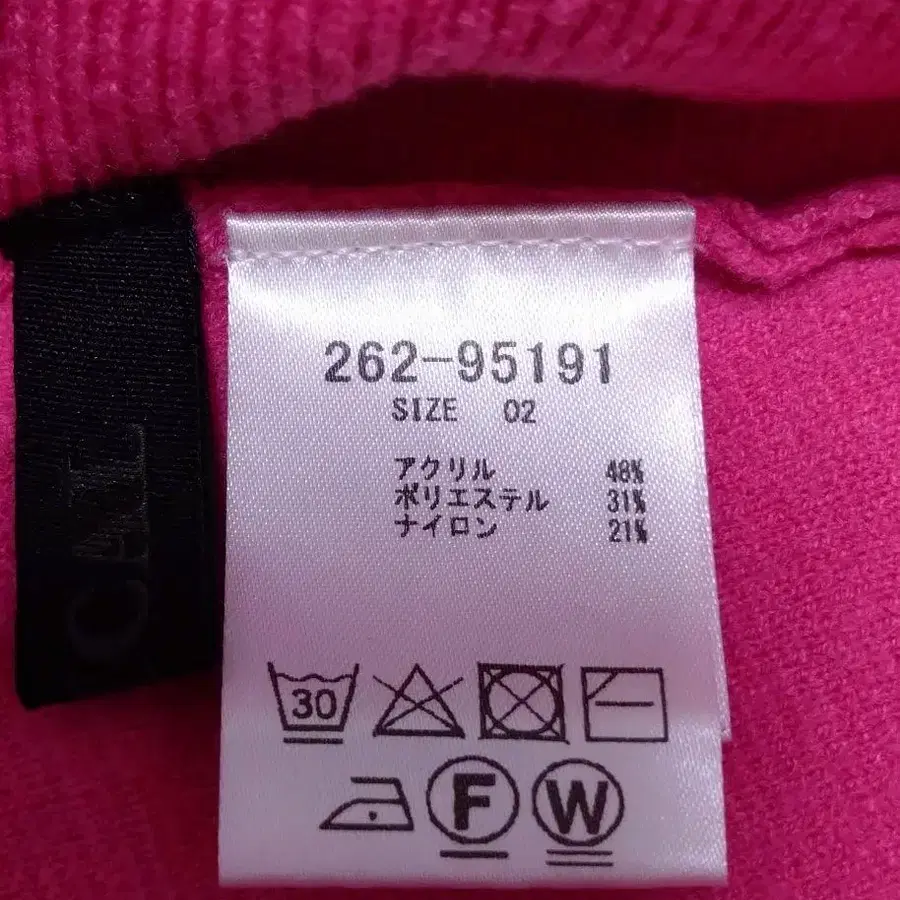 262-95191
SIZE 02
アクリル 48%
ポリエステル 31%
ナイロン 21%
30
F W
CAL